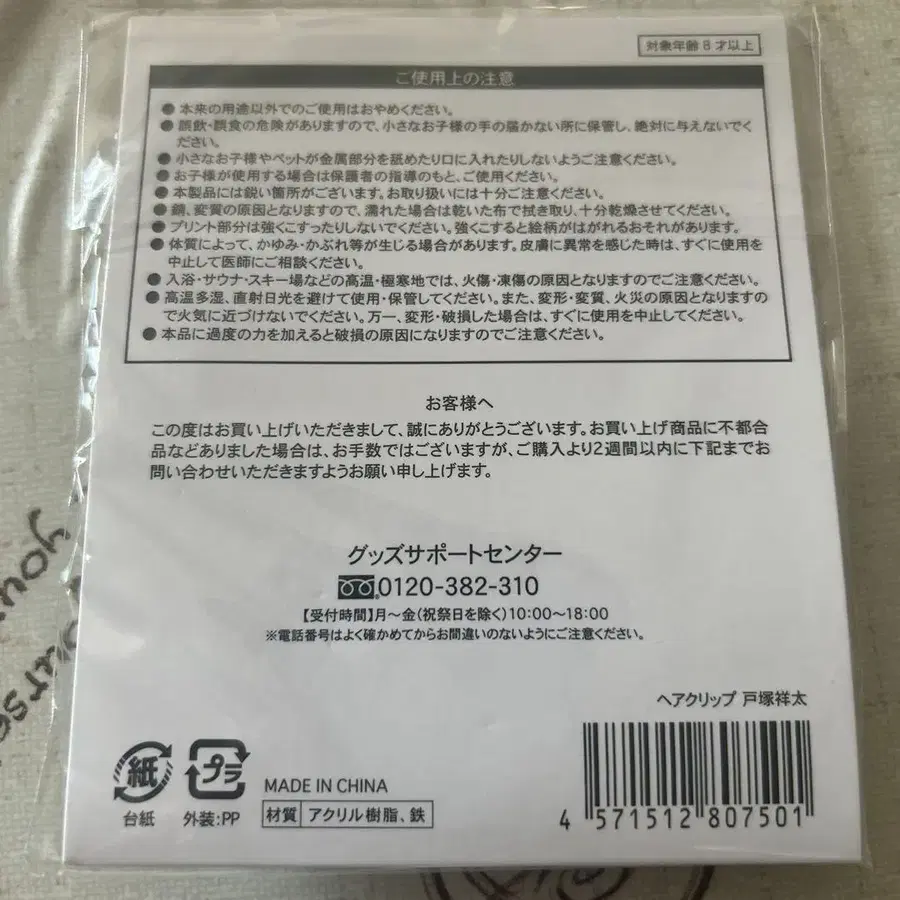 対象年齢8才以上
ご使用上の注意
● 本来の用途以外でのご使用はおやめください。
● 誤飲・誤食の危険がありますので、小さなお子様の手の届かない所に保管し、絶対に与えないでく
ださい。
● 小さなお子様やペットが金属部分を舐めたり口に入れたりしないようご注意ください。
● お子様が使用する場合は保護者の指導のもと、ご使用ください。
● 本製品には鋭い箇所がございます。お取り扱いには十分ご注意ください。
● 錆、変質の原因となりますので、濡れた場合は乾いた布で拭き取り、十分乾燥させてください。
● プリント部分は強くこすったりしないでください。強くこすると絵柄がはがれるおそれがあります。
● 体質によって、かゆみ・かぶれ等が生じる場合があります。皮膚に異常を感じた時は、すぐに使用を
中止して医師にご相談ください。
● 入浴・サウナ・スキー場などの高温・極寒地では、火傷・凍傷の原因となりますのでご注意ください。
● 高温多湿、直射日光を避けて使用・保管してください。また、変形・変質、火災の原因となりますの
で火気に近づけないでください。万一、変形・破損した場合は、すぐに使用を中止してください。
● 本品に過度の力を加えると破損の原因になりますのでご注意ください。
お客様へ
この度はお買い上げいただきまして、誠にありがとうございます。お買い上げ商品に不都合
品などありました場合は、お手数ではございますが、ご購入より2週間以内に下記までお
問い合わせいただきますようお願い申し上げます。
グッズサポートセンター
0120-382-310
【受付時間】月〜金(祝祭日を除く)10:00〜18:00
※電話番号はよく確かめてからお間違いのないようにご注意ください。
ヘアクリップ 戸塚祥太
紙
台紙
プラ
外装:PP
MADE IN CHINA
材質 アクリル樹脂、鉄
4 571512 807501
your